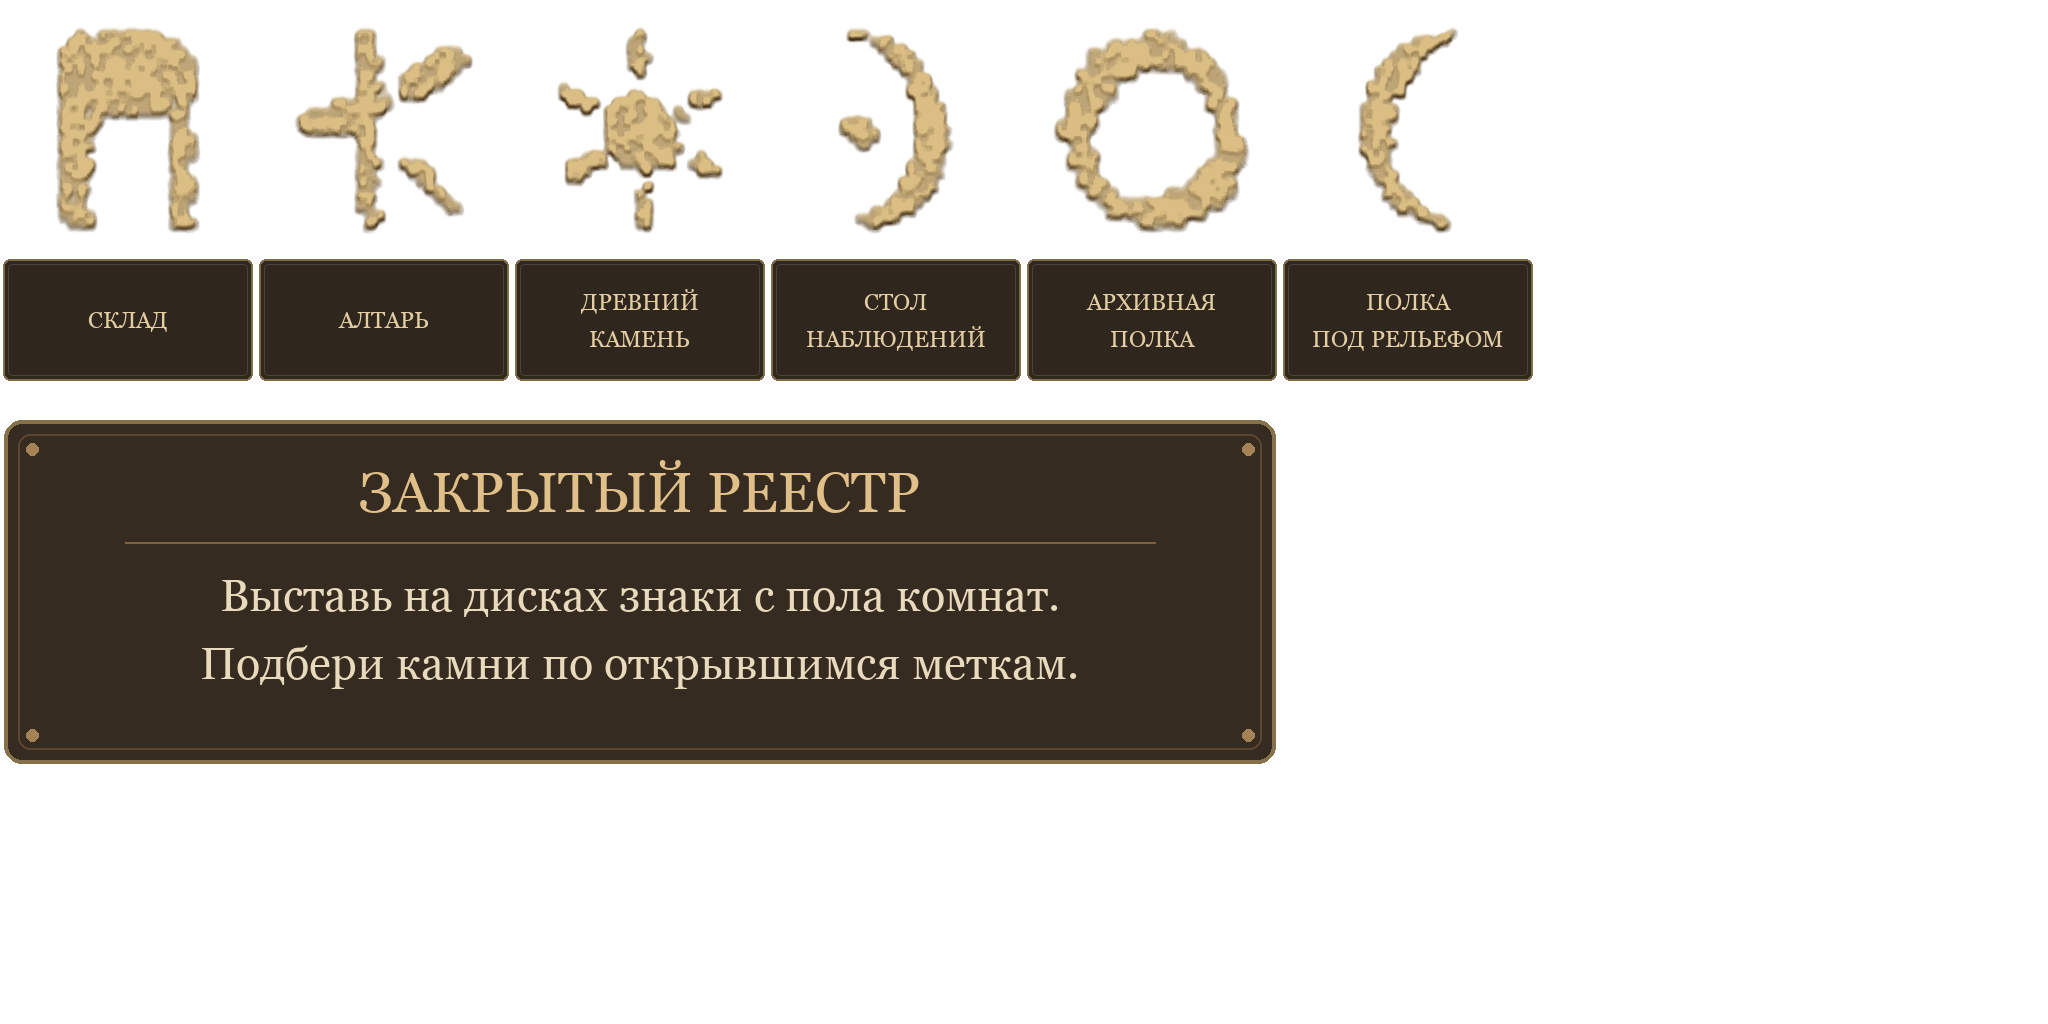 СКЛАД
АЛТАРЬ
ДРЕВНИЙ
КАМЕНЬ
СТОЛ
НАБЛЮДЕНИЙ
АРХИВНАЯ
ПОЛКА
ПОЛКА
ПОД РЕЛЬЕФОМ
ЗАКРЫТЫЙ РЕЕСТР
Выставь на дисках знаки с пола комнат.
Подбери камни по открывшимся меткам.